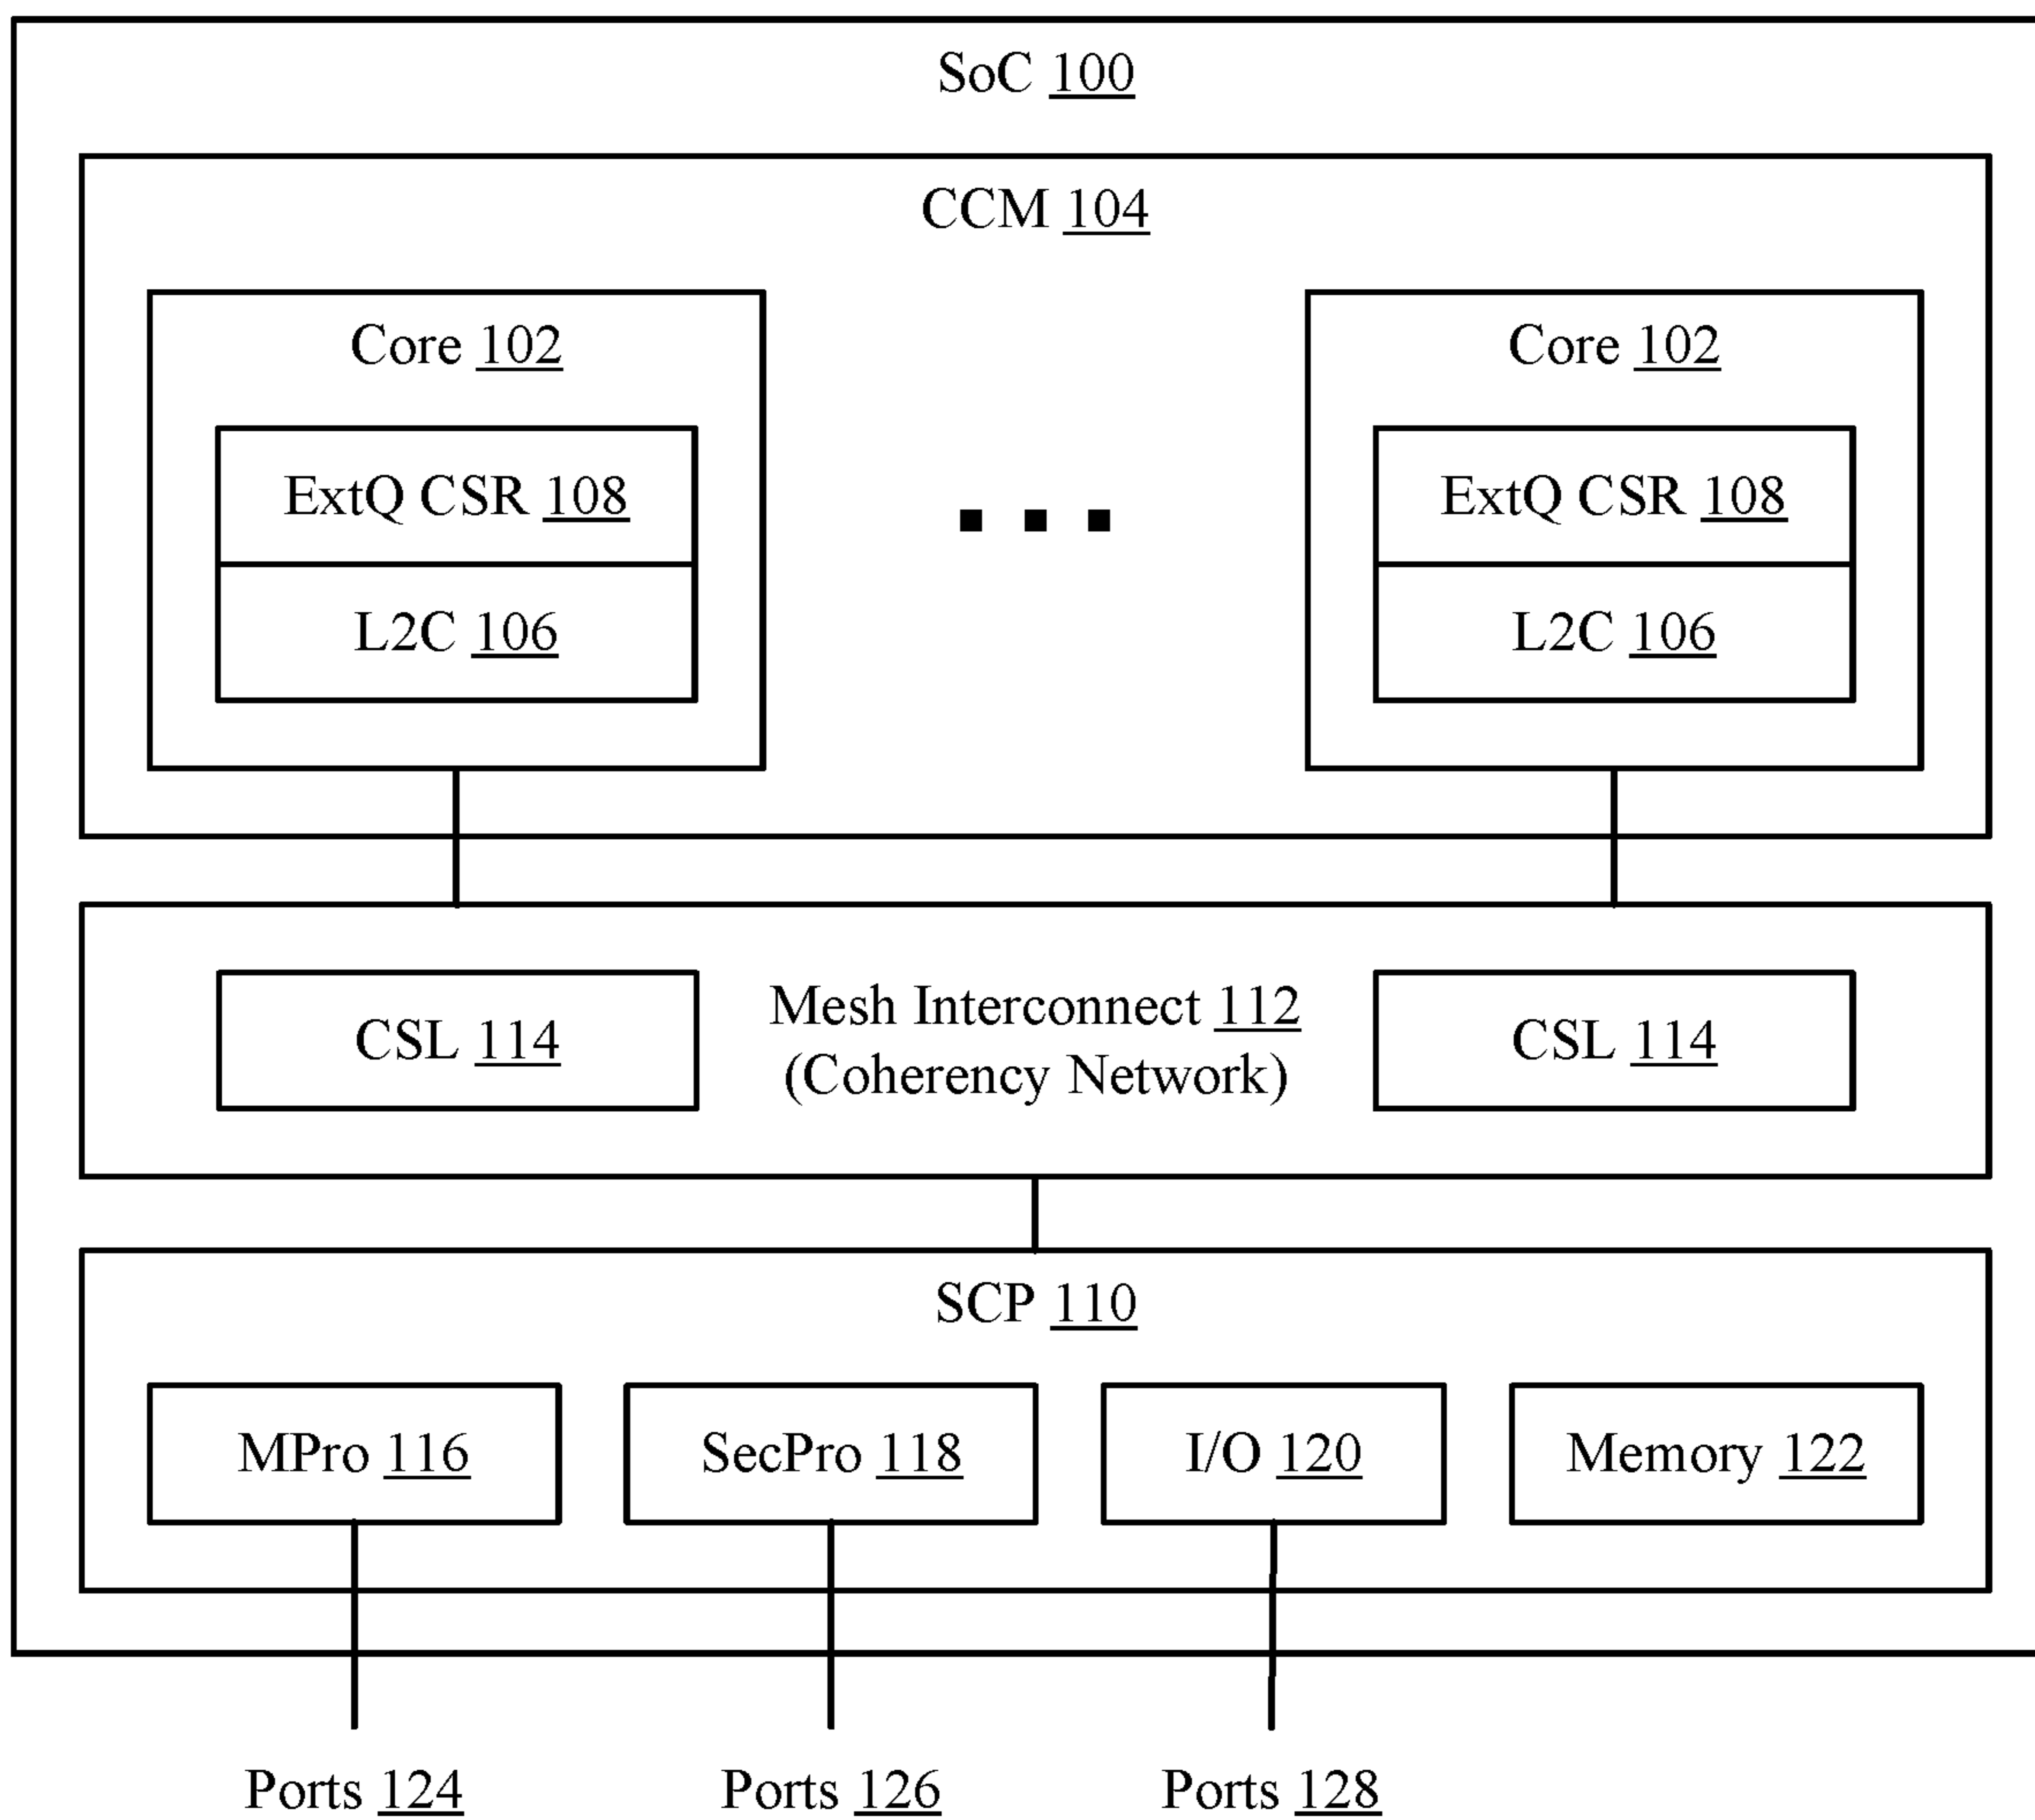 SoC 100
CCM 104
Core 102
Core 102
ExtQ CSR 108
L2C 106
ExtQ CSR 108
L2C 106
CSL 114
Mesh Interconnect 112
(Coherency Network)
CSL 114
SCP 110
MPro 116
SecPro 118
I/O 120
Memory 122
Ports 124
Ports 126
Ports 128